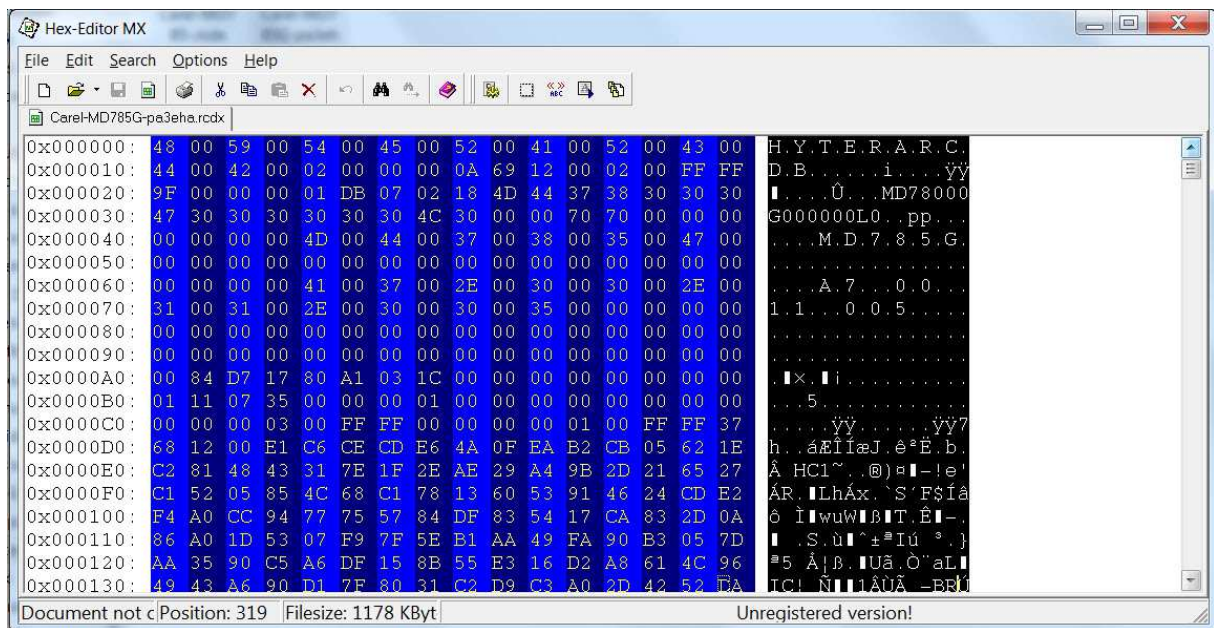 Hex-Editor MX
File Edit Search Options Help
Carel-MD785G-pa3eha.rcdx
0x000000: 48 00 59 00 54 00 45 00 52 00 41 00 52 00 43 00 H.Y.T.E.R.A.R.C.
0x000010: 44 00 42 00 02 00 00 00 0A 69 12 00 02 00 FF FF D.B......i....ÿÿ
0x000020: 9F 00 00 00 01 DB 07 02 18 4D 44 37 38 30 30 30 ....Û...MD78000
0x000030: 47 30 30 30 30 30 30 4C 30 00 00 70 70 00 00 00 G000000L0..pp...
0x000040: 00 00 00 00 4D 00 44 00 37 00 38 00 35 00 47 00 ....M.D.7.8.5.G.
0x000050: 00 00 00 00 00 00 00 00 00 00 00 00 00 00 00 00 ................
0x000060: 00 00 00 00 41 00 37 00 2E 00 30 00 30 00 2E 00 ....A.7...0.0...
0x000070: 31 00 31 00 2E 00 30 00 30 00 35 00 00 00 00 00 1.1...0.0.5.....
0x000080: 00 00 00 00 00 00 00 00 00 00 00 00 00 00 00 00 ................
0x000090: 00 00 00 00 00 00 00 00 00 00 00 00 00 00 00 00 ................
0x0000A0: 00 84 D7 17 80 A1 03 1C 00 00 00 00 00 00 00 00
0x0000B0: 01 11 07 35 00 00 00 01 00 00 00 00 00 00 00 00 ...5............
0x0000C0: 00 00 00 03 00 FF FF 00 00 00 00 01 00 FF FF 37 .....ÿÿ......ÿÿ7
0x0000D0: 68 12 00 E1 C6 CE CD E6 4A 0F EA B2 CB 05 62 1E h..áÆÎÍæJ.ê²Ë.b.
0x0000E0: C2 81 48 43 31 7E 1F 2E AE 29 A4 9B 2D 21 65 27
0x0000F0: C1 52 05 85 4C 68 C1 78 13 60 53 91 46 24 CD E2
0x000100: F4 A0 CC 94 77 75 57 84 DF 83 54 17 CA 83 2D 0A
0x000110: 86 A0 1D 53 07 F9 7F 5E B1 AA 49 FA 90 B3 05 7D
0x000120: AA 35 90 C5 A6 DF 15 8B 55 E3 16 D2 A8 61 4C 96
0x000130: 49 43 A6 90 D1 7F 80 31 C2 D9 C3 A0 2D 42 52 DA
Document not c Position: 319 Filesize: 1178 KByt Unregistered version!